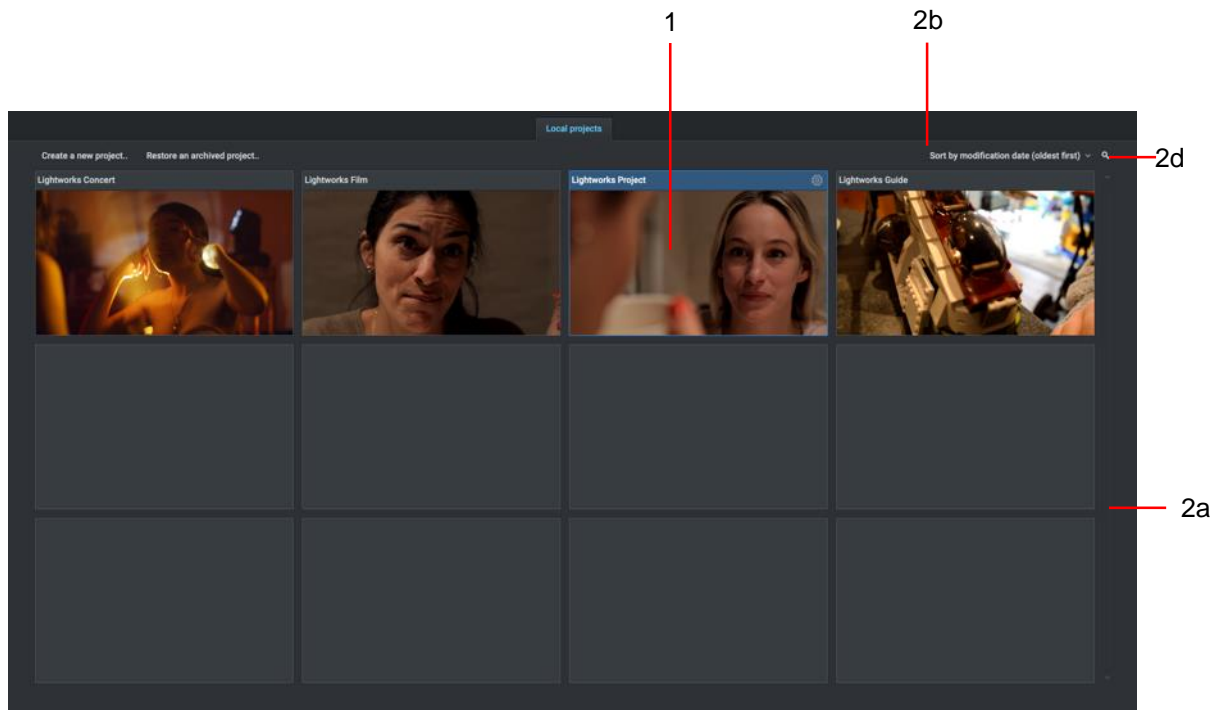 1
2b
Local projects
Create a new project.. Restore an archived project.. Sort by modification date (oldest first)
2d
Lightworks Concert Lightworks Film Lightworks Project Lightworks Guide
2a